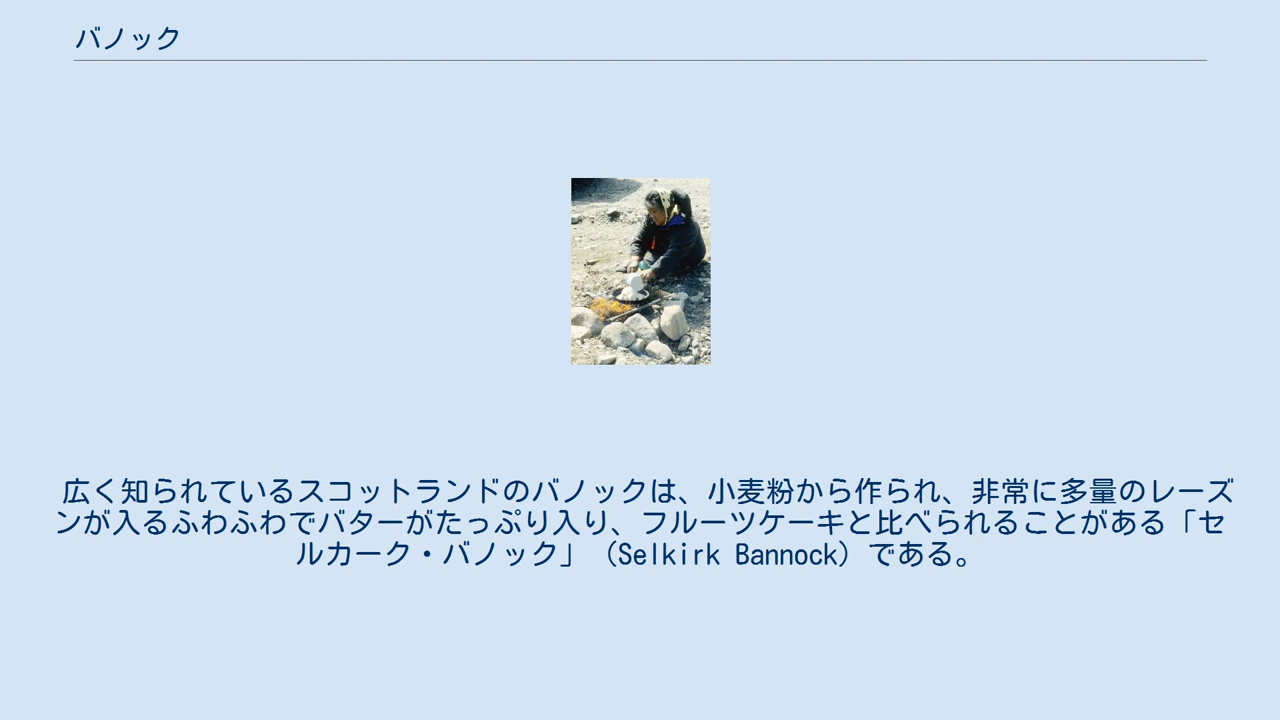 バノック
広く知られているスコットランドのバノックは、小麦粉から作られ、非常に多量のレーズ
ンが入るふわふわでバターがたっぷり入り、フルーツケーキと比べられることがある「セ
ルカーク・バノック」（Selkirk Bannock）である。